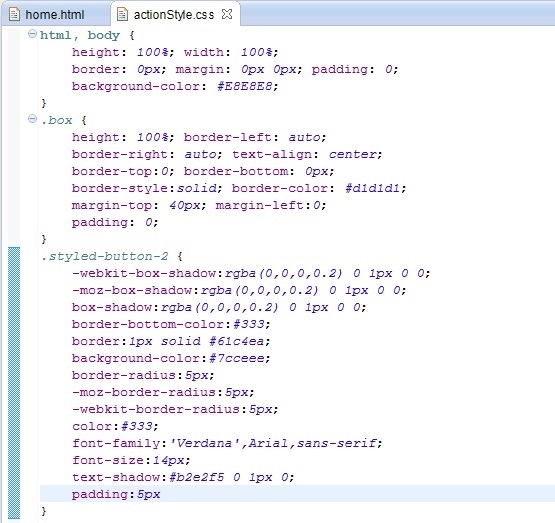 home.html actionStyle.css
html, body {
height: 100%; width: 100%;
border: 0px; margin: 0px 0px; padding: 0;
background-color: #E8E8E8;
}
.box {
height: 100%; border-left: auto;
border-right: auto; text-align: center;
border-top:0; border-bottom: 0px;
border-style:solid; border-color: #d1d1d1;
margin-top: 40px; margin-left:0;
padding: 0;
}
.styled-button-2 {
-webkit-box-shadow:rgba(0,0,0,0.2) 0 1px 0 0;
-moz-box-shadow:rgba(0,0,0,0.2) 0 1px 0 0;
box-shadow:rgba(0,0,0,0.2) 0 1px 0 0;
border-bottom-color:#333;
border:1px solid #61c4ea;
background-color:#7cceee;
border-radius:5px;
-moz-border-radius:5px;
-webkit-border-radius:5px;
color:#333;
font-family:'Verdana',Arial,sans-serif;
font-size:14px;
text-shadow:#b2e2f5 0 1px 0;
padding:5px
}